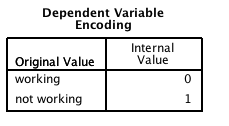 Dependent Variable
Encoding
Internal
Original Value Value
working 0
not working 1